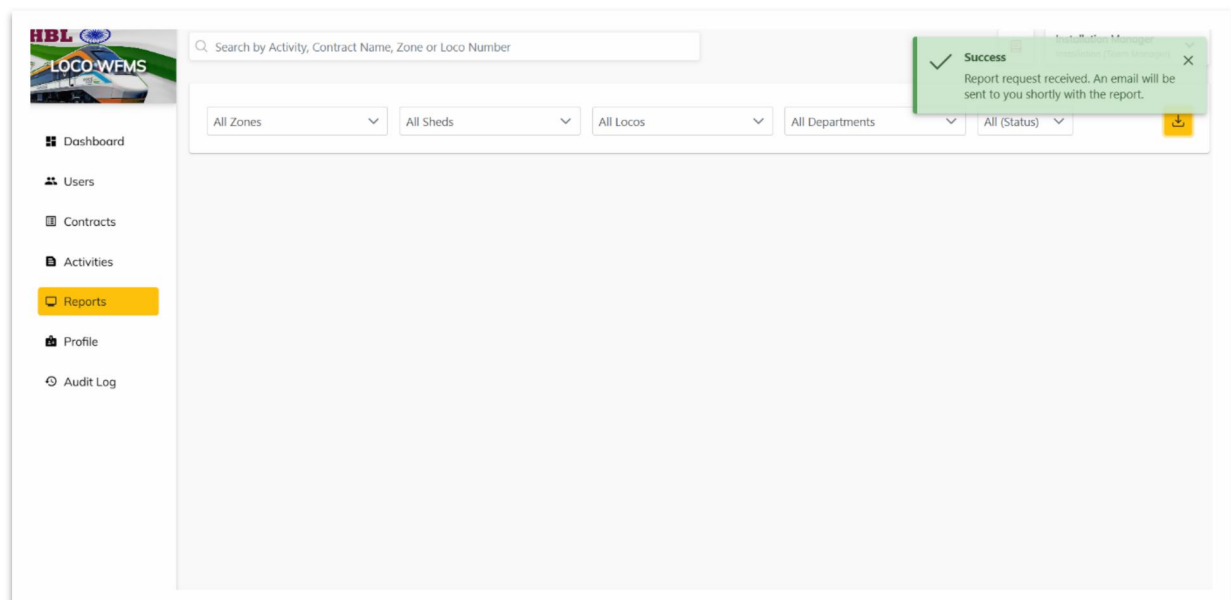 HBL
LOCO WFMS
Search by Activity, Contract Name, Zone or Loco Number
Installation Manager
Success
Report request received. An email will be
sent to you shortly with the report.
All Zones
All Sheds
All Locos
All Departments
All (Status)
Dashboard
Users
Contracts
Activities
Reports
Profile
Audit Log